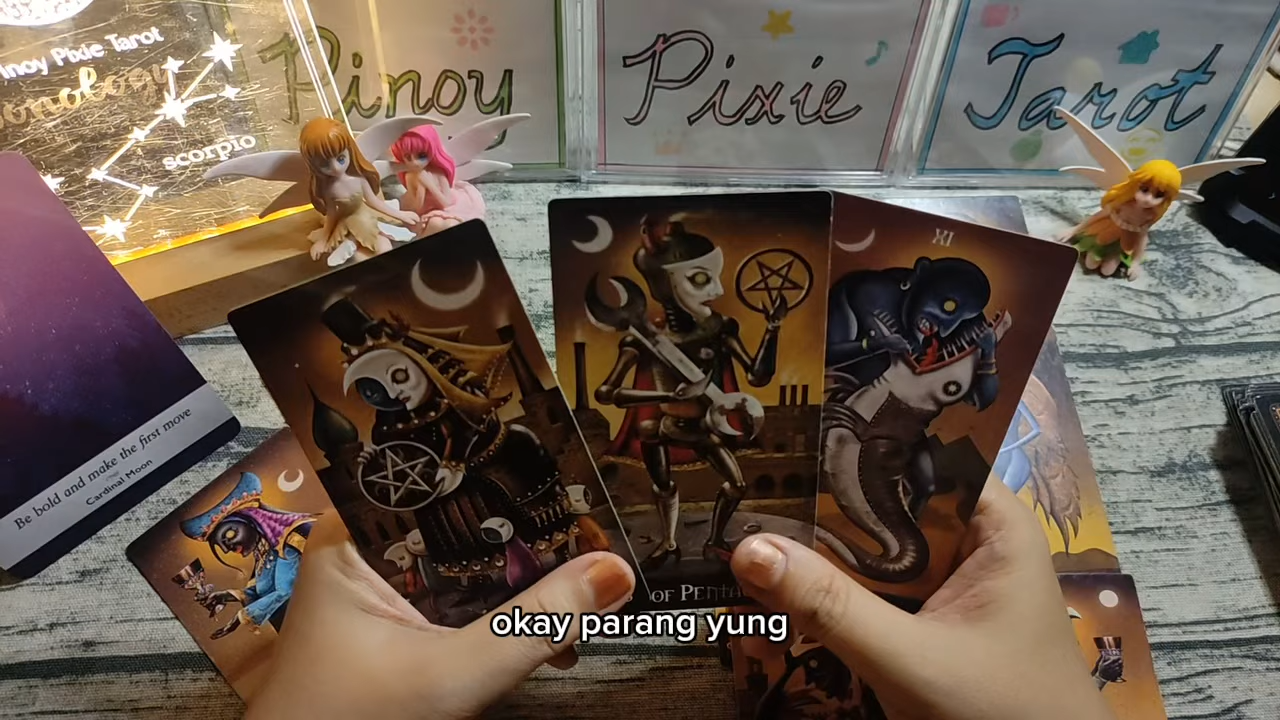 Pinoy Pixie Tarot
scorpio
Pinoy
Pixie
Tarot
XI
Be bold and make the first move
Cardinal Moon
OF
okay parang yung